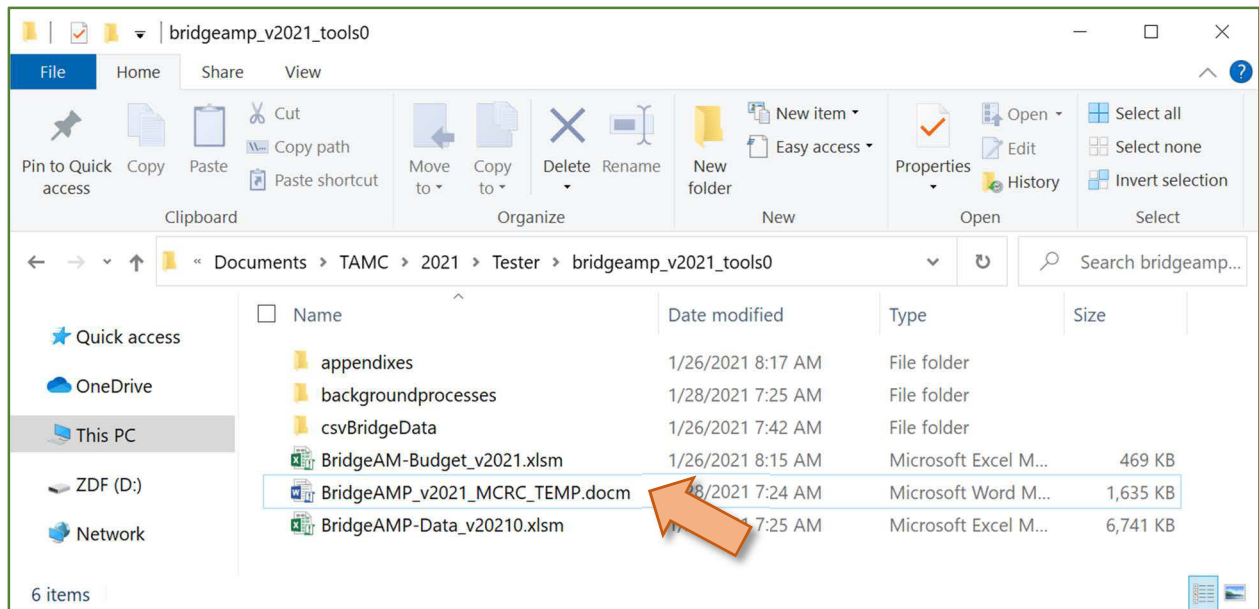 bridgeamp_v2021_tools0
File Home Share View
Pin to Quick access
Copy
Paste
Cut
Copy path
Paste shortcut
Clipboard
Move to
Copy to
Delete
Rename
Organize
New folder
New item
Easy access
New
Properties
Open
Edit
History
Open
Select all
Select none
Invert selection
Select
« Documents > TAMC > 2021 > Tester > bridgeamp_v2021_tools0
Search bridgeamp...
Quick access
OneDrive
This PC
ZDF (D:)
Network
Name Date modified Type Size
appendixes 1/26/2021 8:17 AM File folder
backgroundprocesses 1/28/2021 7:25 AM File folder
csvBridgeData 1/26/2021 7:42 AM File folder
BridgeAM-Budget_v2021.xlsm 1/26/2021 8:15 AM Microsoft Excel M... 469 KB
BridgeAMP_v2021_MCRC_TEMP.docm /2021 7:24 AM Microsoft Word M... 1,635 KB
BridgeAMP-Data_v20210.xlsm 7:25 AM Microsoft Excel M... 6,741 KB
6 items